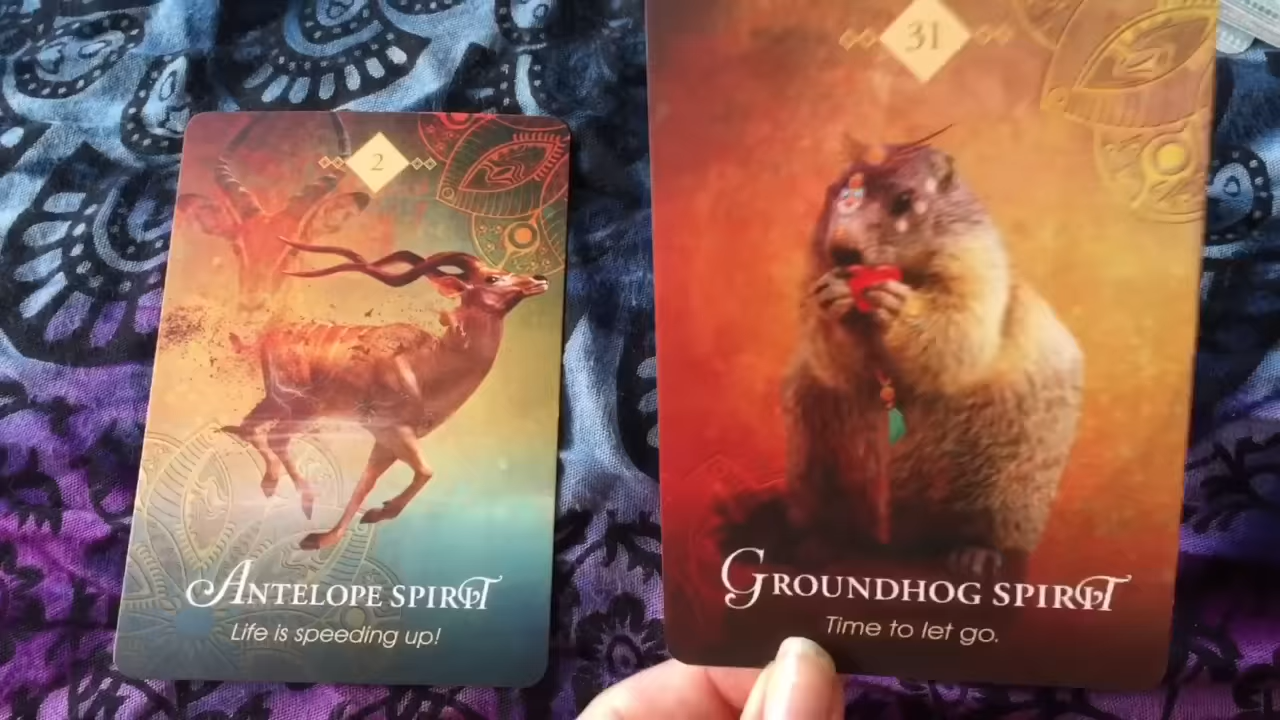 2
ANTELOPE SPIRIT
Life is speeding up!
31
GROUNDHOG SPIRIT
Time to let go.